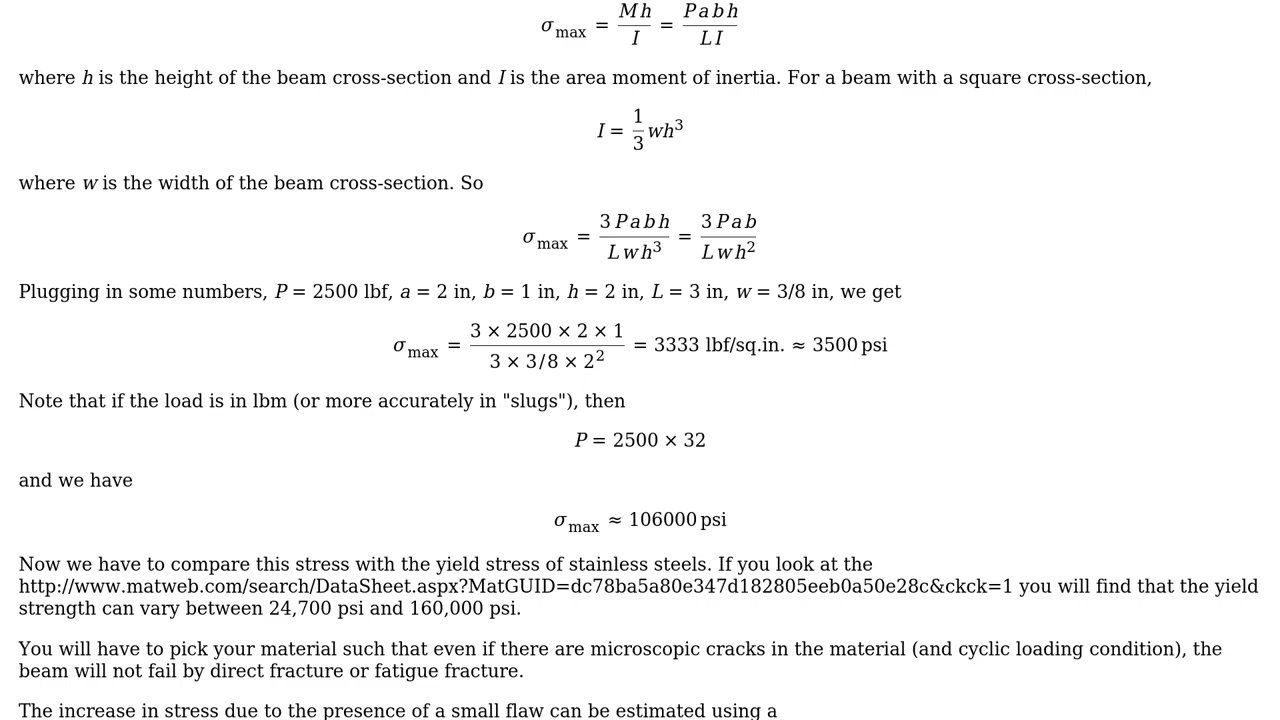 σ_max = Mh/I = Pabh/LI
where h is the height of the beam cross-section and I is the area moment of inertia. For a beam with a square cross-section,
I = 1/3 wh³
where w is the width of the beam cross-section. So
σ_max = 3Pabh/Lwh³ = 3Pab/Lwh²
Plugging in some numbers, P = 2500 lbf, a = 2 in, b = 1 in, h = 2 in, L = 3 in, w = 3/8 in, we get
σ_max = (3 × 2500 × 2 × 1)/(3 × 3/8 × 2²) = 3333 lbf/sq.in. ≈ 3500 psi
Note that if the load is in lbm (or more accurately in "slugs"), then
P = 2500 × 32
and we have
σ_max ≈ 106000 psi
Now we have to compare this stress with the yield stress of stainless steels. If you look at the
http://www.matweb.com/search/DataSheet.aspx?MatGUID=dc78ba5a80e347d182805eeb0a50e28c&ckck=1 you will find that the yield
strength can vary between 24,700 psi and 160,000 psi.
You will have to pick your material such that even if there are microscopic cracks in the material (and cyclic loading condition), the
beam will not fail by direct fracture or fatigue fracture.
The increase in stress due to the presence of a small flaw can be estimated using a